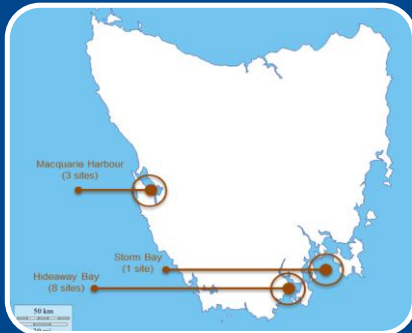 Macquarie Harbour
(3 sites)
Storm Bay
(1 site)
Hideaway Bay
(6 sites)
50 km